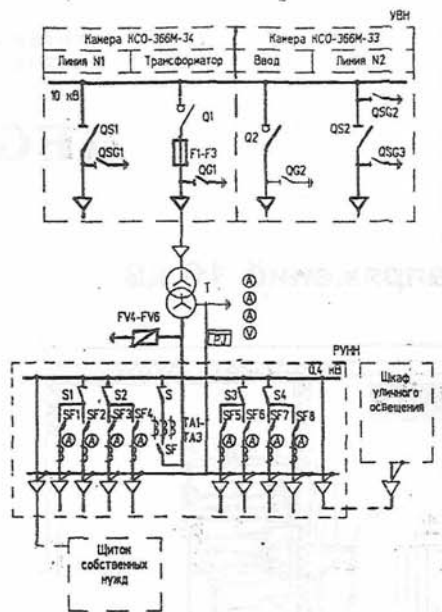 УВН
Камера КСО-366М-34 Камера КСО-366М-33
Линия N1 Трансформатор Ввод Линия N2
10 кВ
QS1
Q1
Q2
QS2
QSG2
QSG1
F1-F3
QG1
QG2
QSG3
T
A
A
A
V
FV4-FV6
PJ
РУНН
0,4 кВ
S1 S2 S S3 S4
SF1 SF2 SF3 SF4 SF5 SF6 SF7 SF8
TA1-
TA3
SF
A A A A A A A A
Шкаф
уличного
освещения
Щиток
собственных
нужд